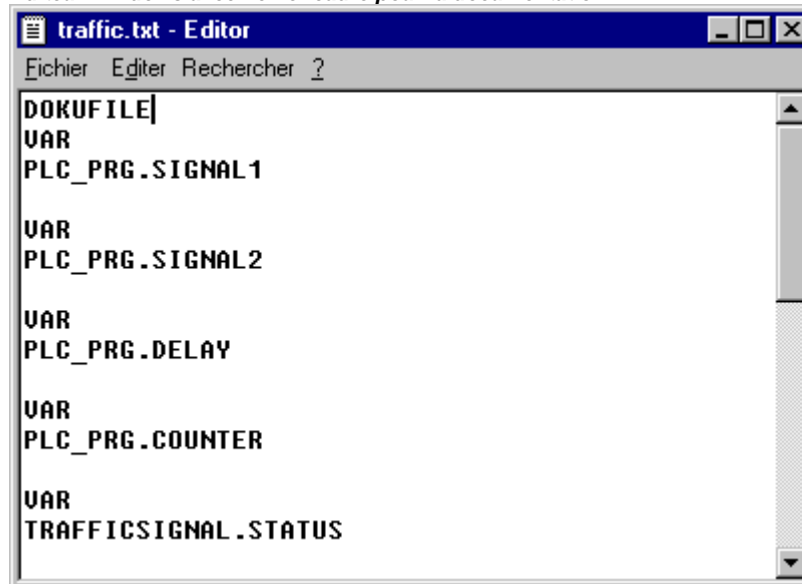 traffic.txt - Editor
Fichier Editer Rechercher ?
DOKUFILE
VAR
PLC_PRG.SIGNAL1
VAR
PLC_PRG.SIGNAL2
VAR
PLC_PRG.DELAY
VAR
PLC_PRG.COUNTER
VAR
TRAFFICSIGNAL.STATUS